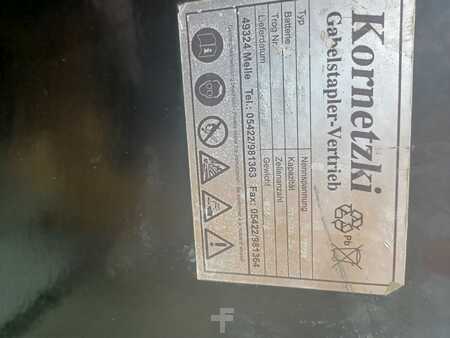 Kornetzki
Gabelstapler-Vertrieb
Pb
Typ
Nennspannung
Batterie
Kapazität
Trog Nr.
Zellenanzahl
Lieferdatum
Gewicht
49324 Melle Tel.: 05422/981363 Fax: 05422/981364